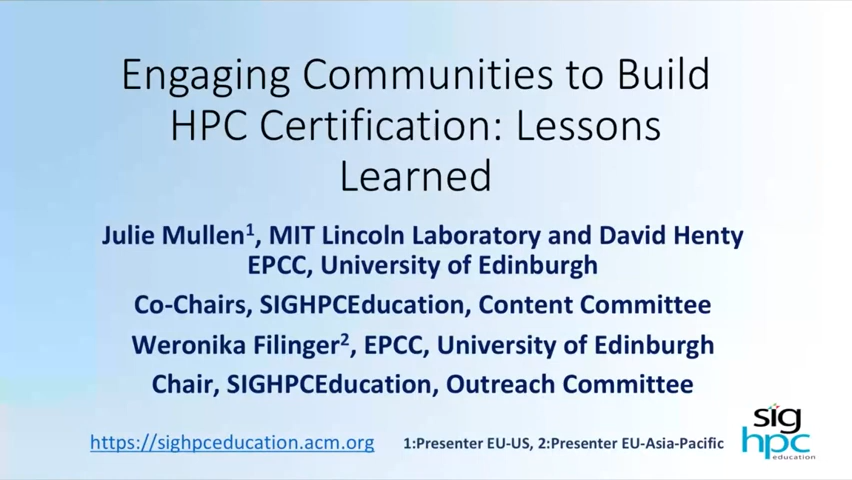 Engaging Communities to Build
HPC Certification: Lessons
Learned
Julie Mullen¹, MIT Lincoln Laboratory and David Henty
EPCC, University of Edinburgh
Co-Chairs, SIGHPCEducation, Content Committee
Weronika Filinger², EPCC, University of Edinburgh
Chair, SIGHPCEducation, Outreach Committee
https://sighpceducation.acm.org 1:Presenter EU-US, 2:Presenter EU-Asia-Pacific
sig
hpc
education